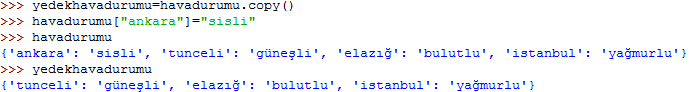 >>> yedekhavadurumu=havadurumu.copy()
>>> havadurumu["ankara"]="sisli"
>>> havadurumu
{'ankara': 'sisli', 'tunceli': 'güneşli', 'elazığ': 'bulutlu', 'istanbul': 'yağmurlu'}
>>> yedekhavadurumu
{'tunceli': 'güneşli', 'elazığ': 'bulutlu', 'istanbul': 'yağmurlu'}